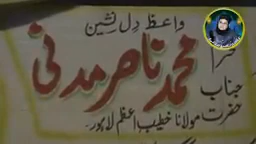 واعظ دل نشین
جناب
محمد ناصر مدنی
حضرت مولانا خطیب اعظم لاہور